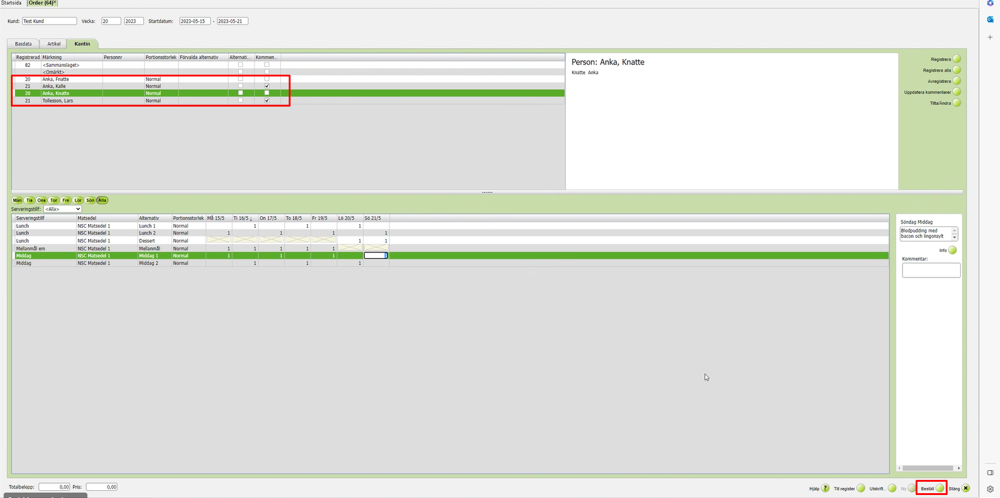 Startsida Order (64)×
Kund: Test Kund Vecka: 20 2023 Startdatum: 2023-05-15 - 2023-05-21
Basdata Artikel Kantin
Registrerad Märkning Personnr Portionsstorlek Förvalda alternativ Alternati... Kommen...
82 <Sammanslaget>
<Omärkt>
20 Anka, Fnatte Normal
21 Anka, Kalle Normal
20 Anka, Knatte Normal
21 Tollesson, Lars Normal
Person: Anka, Knatte
Knatte Anka
Registrera
Registrera alla
Avregistrera
Uppdatera kommentarer
Titta/Ändra
Mån Tis Ons Tor Fre Lör Sön Alla
Serveringstillf: <Alla>
Serveringstillf Matsedel Alternativ Portionsstorlek Må 15/5 Ti 16/5 ↓ On 17/5 To 18/5 Fr 19/5 Lö 20/5 Sö 21/5
Lunch NSC Matsedel 1 Lunch 1 Normal 1 1 1
Lunch NSC Matsedel 1 Lunch 2 Normal 1 1 1 1
Lunch NSC Matsedel 1 Dessert Normal 1 1
Mellanmål em NSC Matsedel 1 Mellanmål Normal 1 1 1 1 1
Middag NSC Matsedel 1 Middag 1 Normal 1 1 1 1
Middag NSC Matsedel 1 Middag 2 Normal 1 1 1
Söndag Middag
Blodpudding med
bacon och lingonsylt
Info
Kommentar:
Totalbelopp: 0,00 Pris: 0,00
Hjälp ? Till register Utskrift... Ny Beställ Stäng